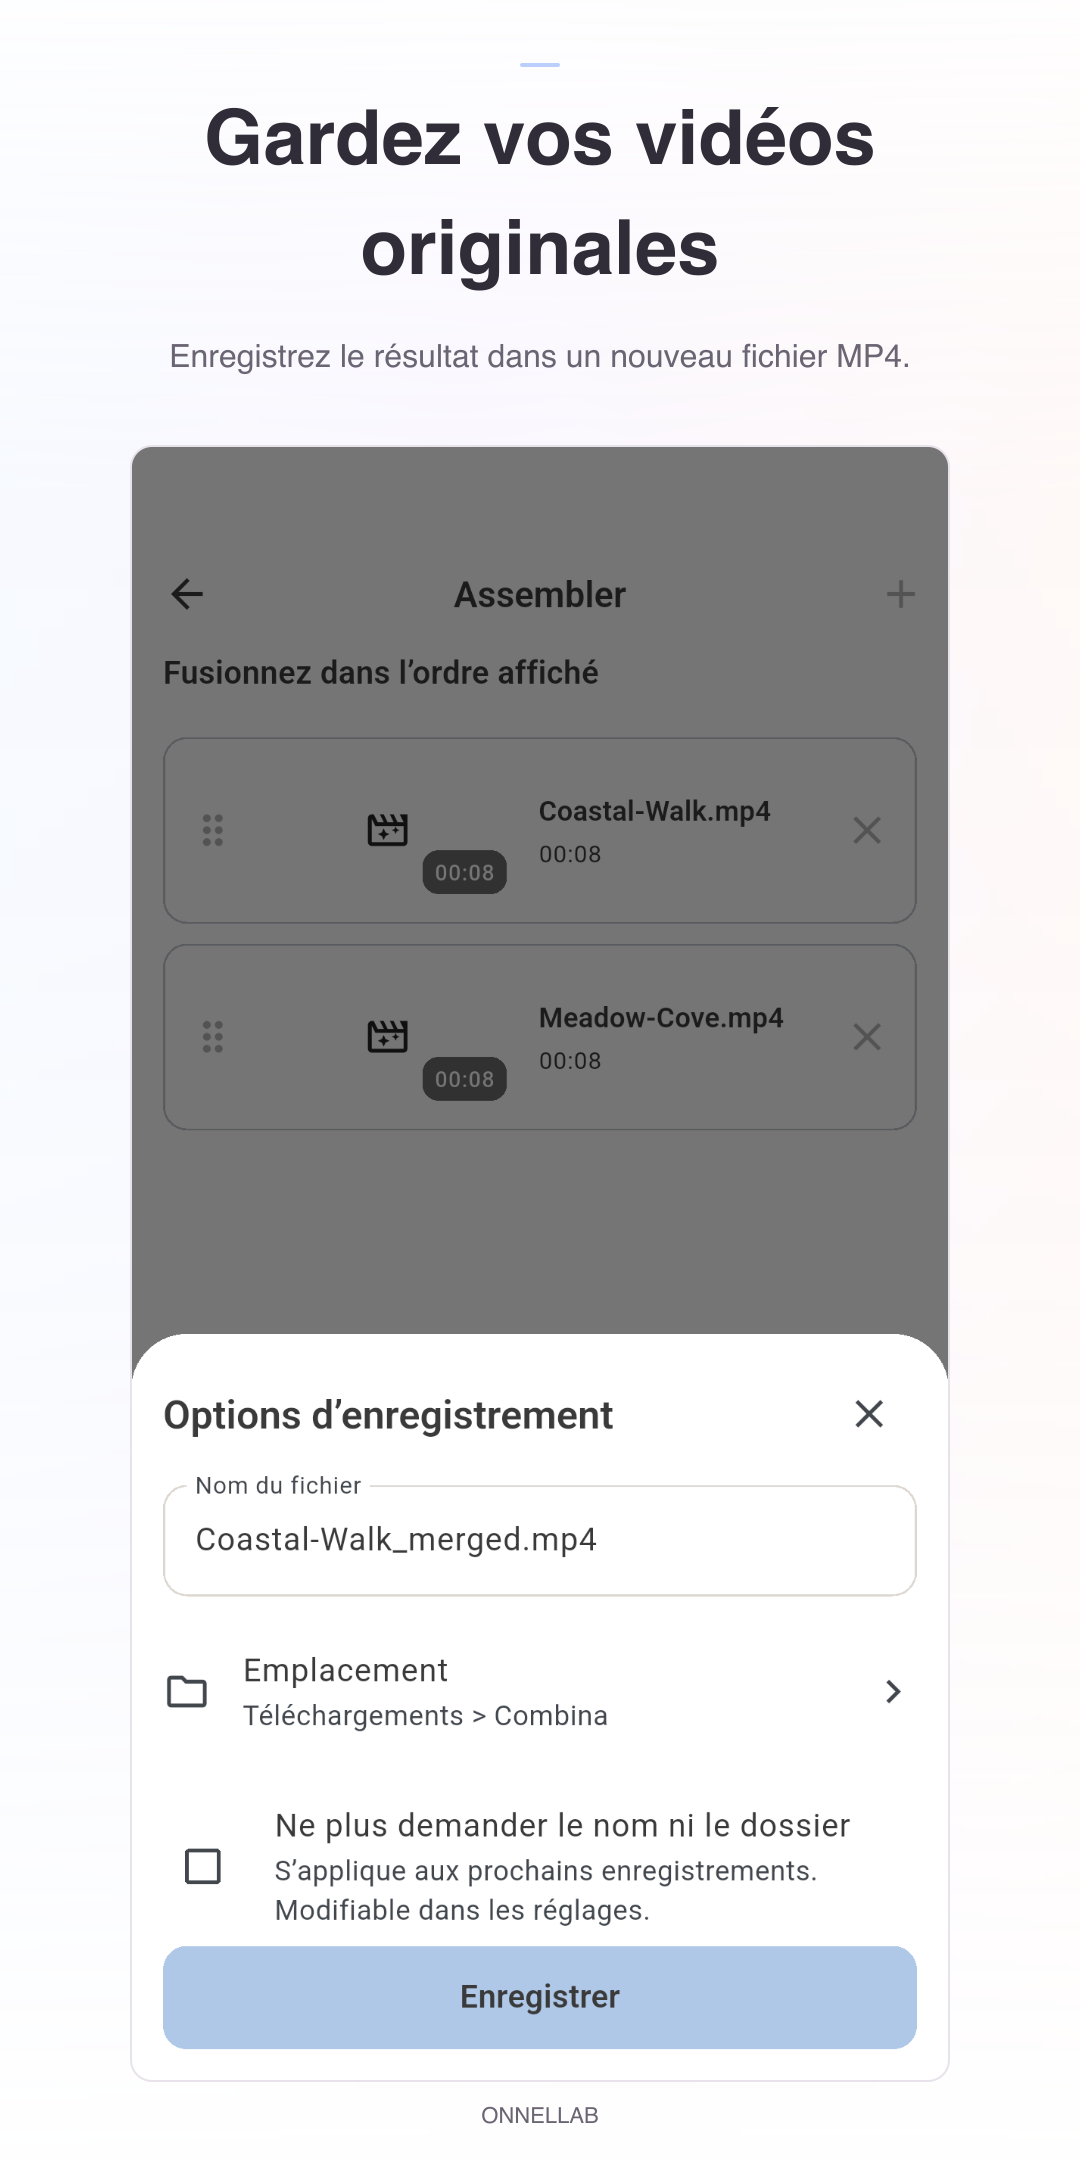 Gardez vos vidéos
originales
Enregistrez le résultat dans un nouveau fichier MP4.
Assembler
Fusionnez dans l’ordre affiché
Coastal-Walk.mp4
00:08
00:08
Meadow-Cove.mp4
00:08
00:08
Options d’enregistrement
Nom du fichier
Coastal-Walk_merged.mp4
Emplacement
Téléchargements > Combina
Ne plus demander le nom ni le dossier
S’applique aux prochains enregistrements.
Modifiable dans les réglages.
Enregistrer
ONNELLAB